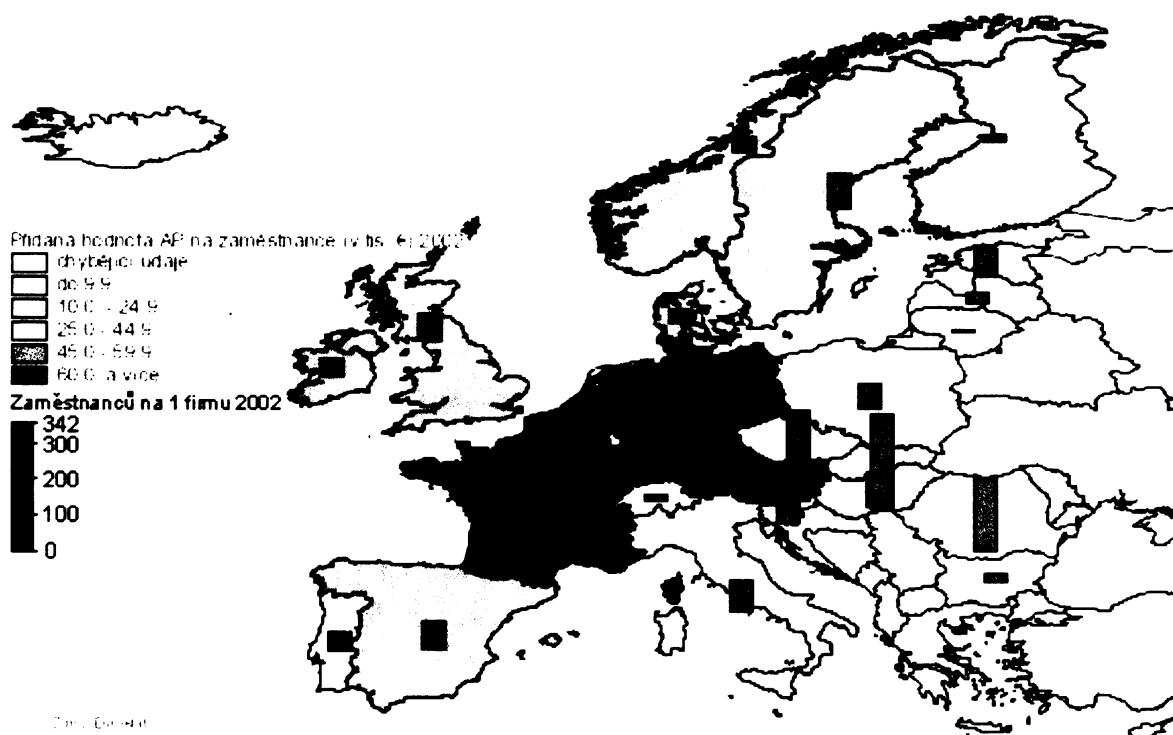 Přidaná hodnota AP na zaměstnance (v tis. €) 2002
chybějící údaje
do 9.9
10.0 - 24.9
25.0 - 44.9
45.0 - 59.9
60.0 a více
Zaměstnanců na 1 firmu 2002
342
300
200
100
0